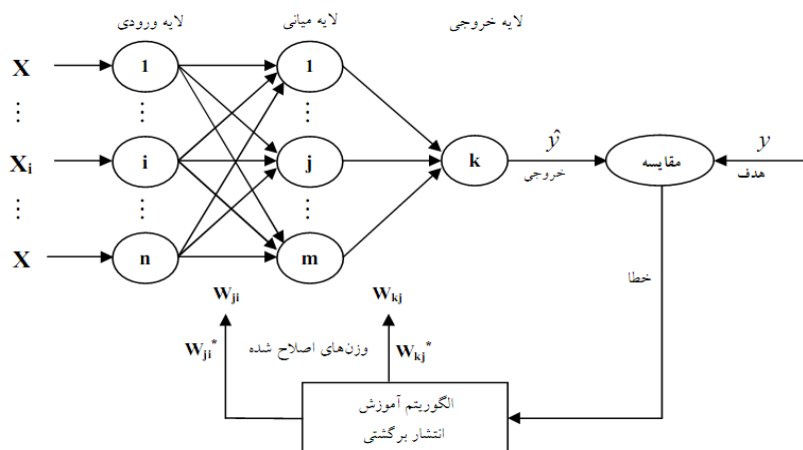 لایه ورودی
لایه میانی
لایه خروجی
X
1
1
⋮
⋮
⋮
Xᵢ
i
j
k
ŷ
خروجی
مقایسه
y
هدف
⋮
⋮
⋮
X
n
m
خطا
Wji
Wkj
Wji*
وزن‌های اصلاح شده
Wkj*
الگوریتم آموزش
انتشار برگشتی